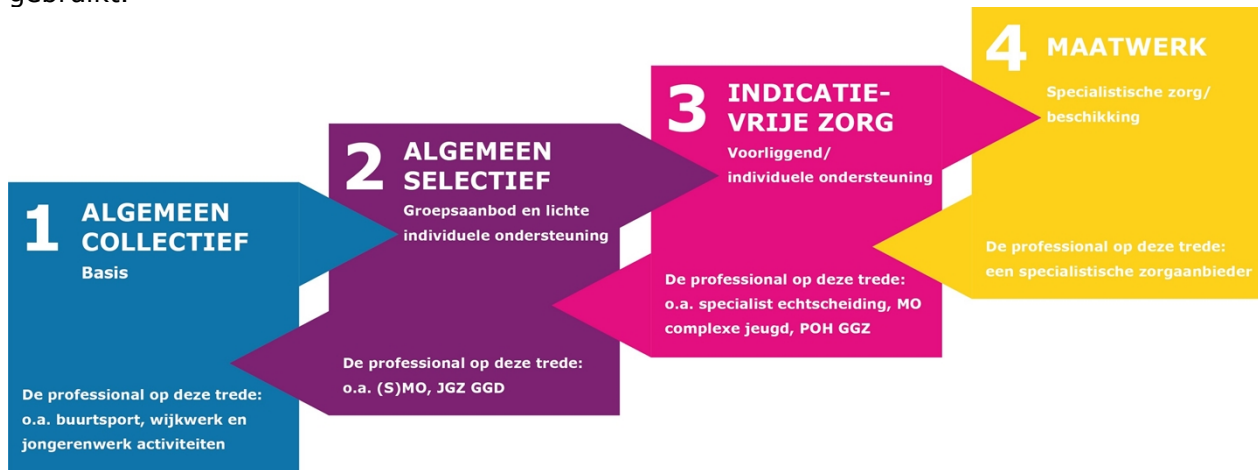 gebruikt.
1 ALGEMEEN
COLLECTIEF
Basis
De professional op deze trede:
o.a. buurtsport, wijkwerk en
jongerenwerk activiteiten
2 ALGEMEEN
SELECTIEF
Groepsaanbod en lichte
individuele ondersteuning
De professional op deze trede:
o.a. (S)MO, JGZ GGD
3 INDICATIE-
VRIJE ZORG
Voorliggend/
individuele ondersteuning
De professional op deze trede:
o.a. specialist echtscheiding, MO
complexe jeugd, POH GGZ
4 MAATWERK
Specialistische zorg/
beschikking
De professional op deze trede:
een specialistische zorgaanbieder